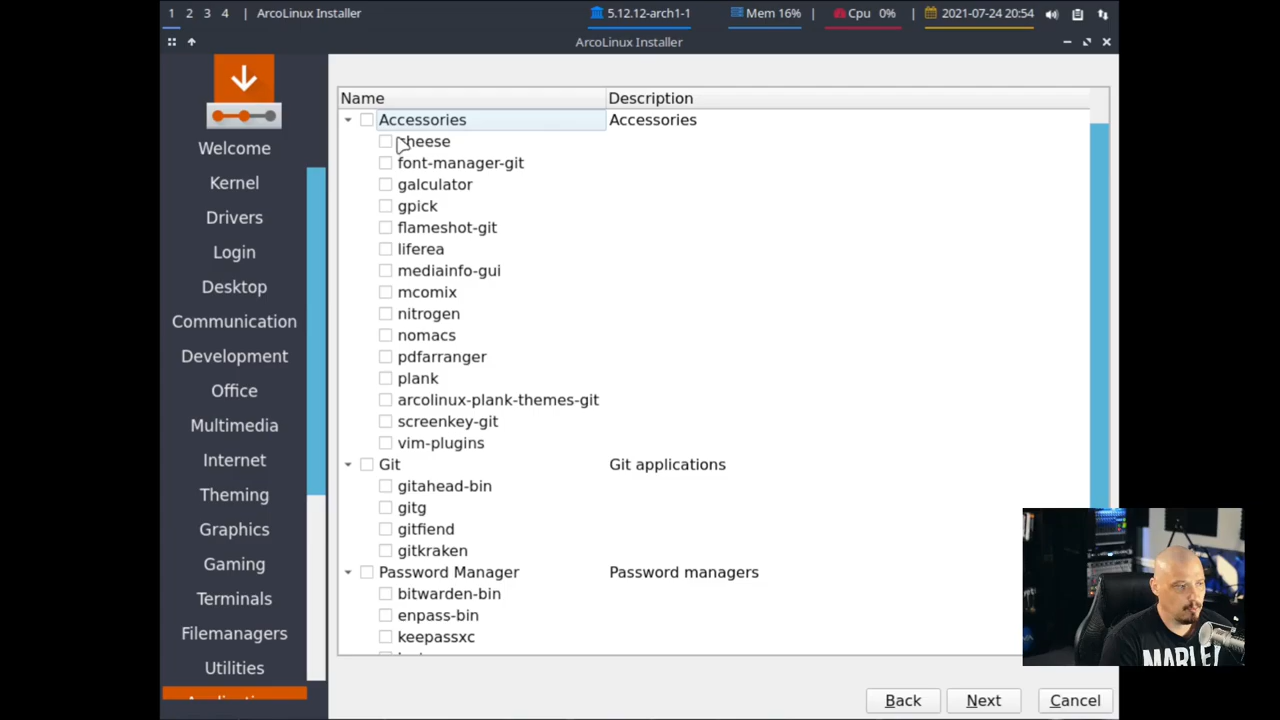 1 2 3 4 | ArcoLinux Installer 5.12.12-arch1-1 Mem 16% | Cpu 0% | 2021-07-24 20:54
ArcoLinux Installer
Welcome
Kernel
Drivers
Login
Desktop
Communication
Development
Office
Multimedia
Internet
Theming
Graphics
Gaming
Terminals
Filemanagers
Utilities
Name Description
Accessories Accessories
cheese
font-manager-git
galculator
gpick
flameshot-git
liferea
mediainfo-gui
mcomix
nitrogen
nomacs
pdfarranger
plank
arcolinux-plank-themes-git
screenkey-git
vim-plugins
Git Git applications
gitahead-bin
gitg
gitfiend
gitkraken
Password Manager Password managers
bitwarden-bin
enpass-bin
keepassxc
Back Next Cancel